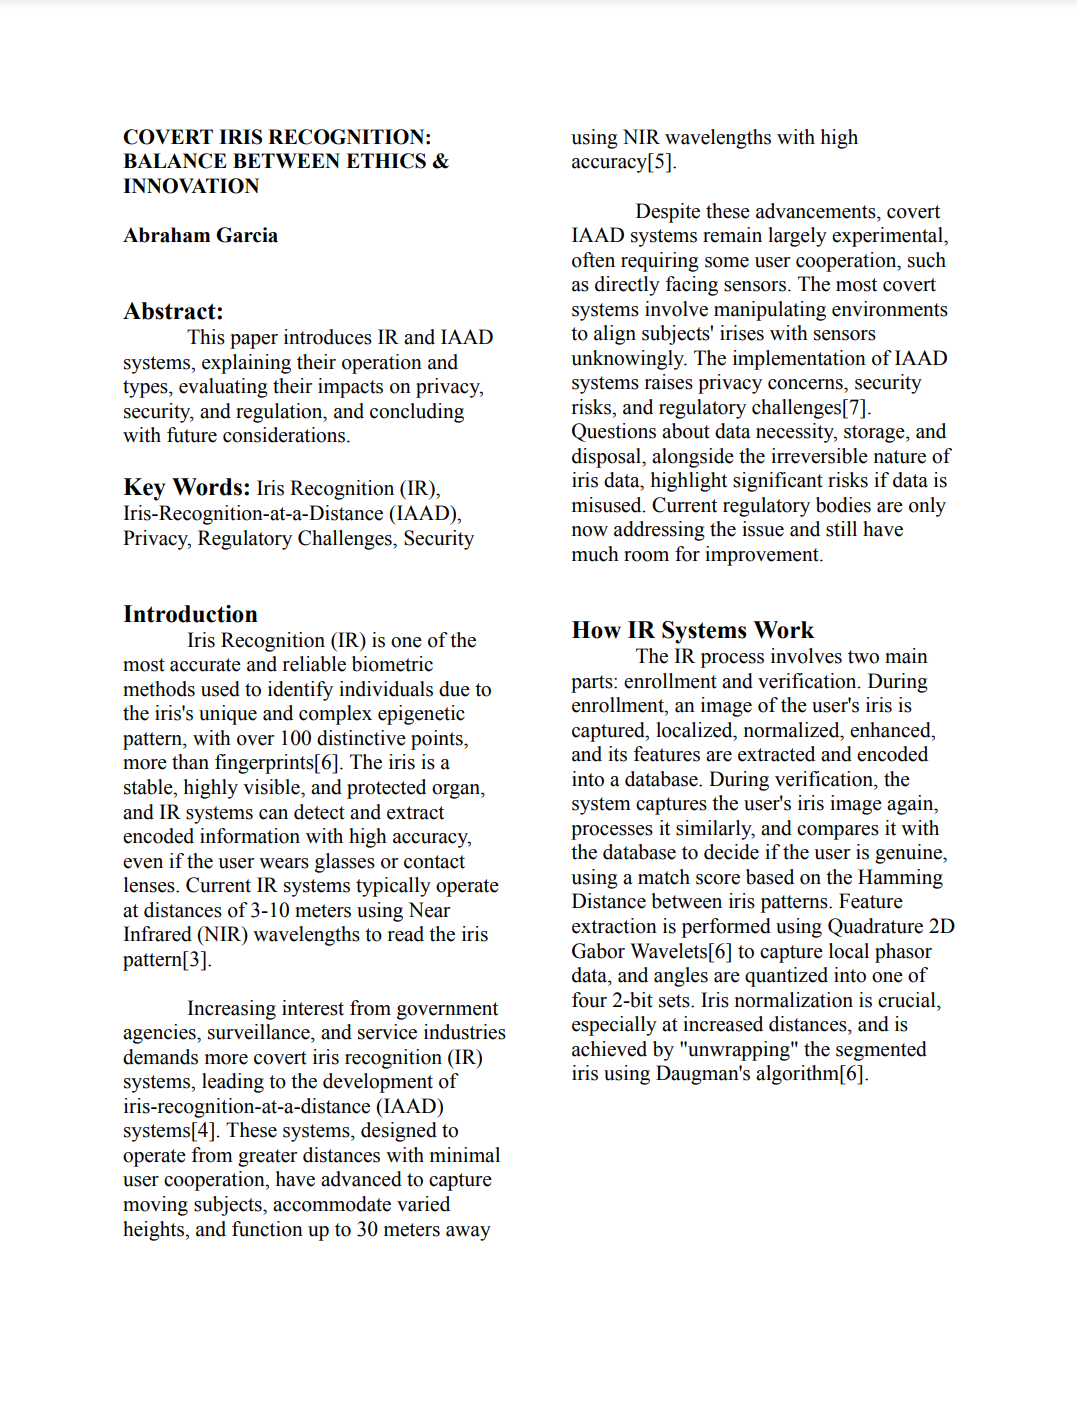 COVERT IRIS RECOGNITION:
BALANCE BETWEEN ETHICS &
INNOVATION
Abraham Garcia
Abstract:
This paper introduces IR and IAAD
systems, explaining their operation and
types, evaluating their impacts on privacy,
security, and regulation, and concluding
with future considerations.
Key Words: Iris Recognition (IR),
Iris-Recognition-at-a-Distance (IAAD),
Privacy, Regulatory Challenges, Security
Introduction
Iris Recognition (IR) is one of the
most accurate and reliable biometric
methods used to identify individuals due to
the iris's unique and complex epigenetic
pattern, with over 100 distinctive points,
more than fingerprints[6]. The iris is a
stable, highly visible, and protected organ,
and IR systems can detect and extract
encoded information with high accuracy,
even if the user wears glasses or contact
lenses. Current IR systems typically operate
at distances of 3-10 meters using Near
Infrared (NIR) wavelengths to read the iris
pattern[3].
Increasing interest from government
agencies, surveillance, and service industries
demands more covert iris recognition (IR)
systems, leading to the development of
iris-recognition-at-a-distance (IAAD)
systems[4]. These systems, designed to
operate from greater distances with minimal
user cooperation, have advanced to capture
moving subjects, accommodate varied
heights, and function up to 30 meters away
using NIR wavelengths with high
accuracy[5].
Despite these advancements, covert
IAAD systems remain largely experimental,
often requiring some user cooperation, such
as directly facing sensors. The most covert
systems involve manipulating environments
to align subjects' irises with sensors
unknowingly. The implementation of IAAD
systems raises privacy concerns, security
risks, and regulatory challenges[7].
Questions about data necessity, storage, and
disposal, alongside the irreversible nature of
iris data, highlight significant risks if data is
misused. Current regulatory bodies are only
now addressing the issue and still have
much room for improvement.
How IR Systems Work
The IR process involves two main
parts: enrollment and verification. During
enrollment, an image of the user's iris is
captured, localized, normalized, enhanced,
and its features are extracted and encoded
into a database. During verification, the
system captures the user's iris image again,
processes it similarly, and compares it with
the database to decide if the user is genuine,
using a match score based on the Hamming
Distance between iris patterns. Feature
extraction is performed using Quadrature 2D
Gabor Wavelets[6] to capture local phasor
data, and angles are quantized into one of
four 2-bit sets. Iris normalization is crucial,
especially at increased distances, and is
achieved by "unwrapping" the segmented
iris using Daugman's algorithm[6].